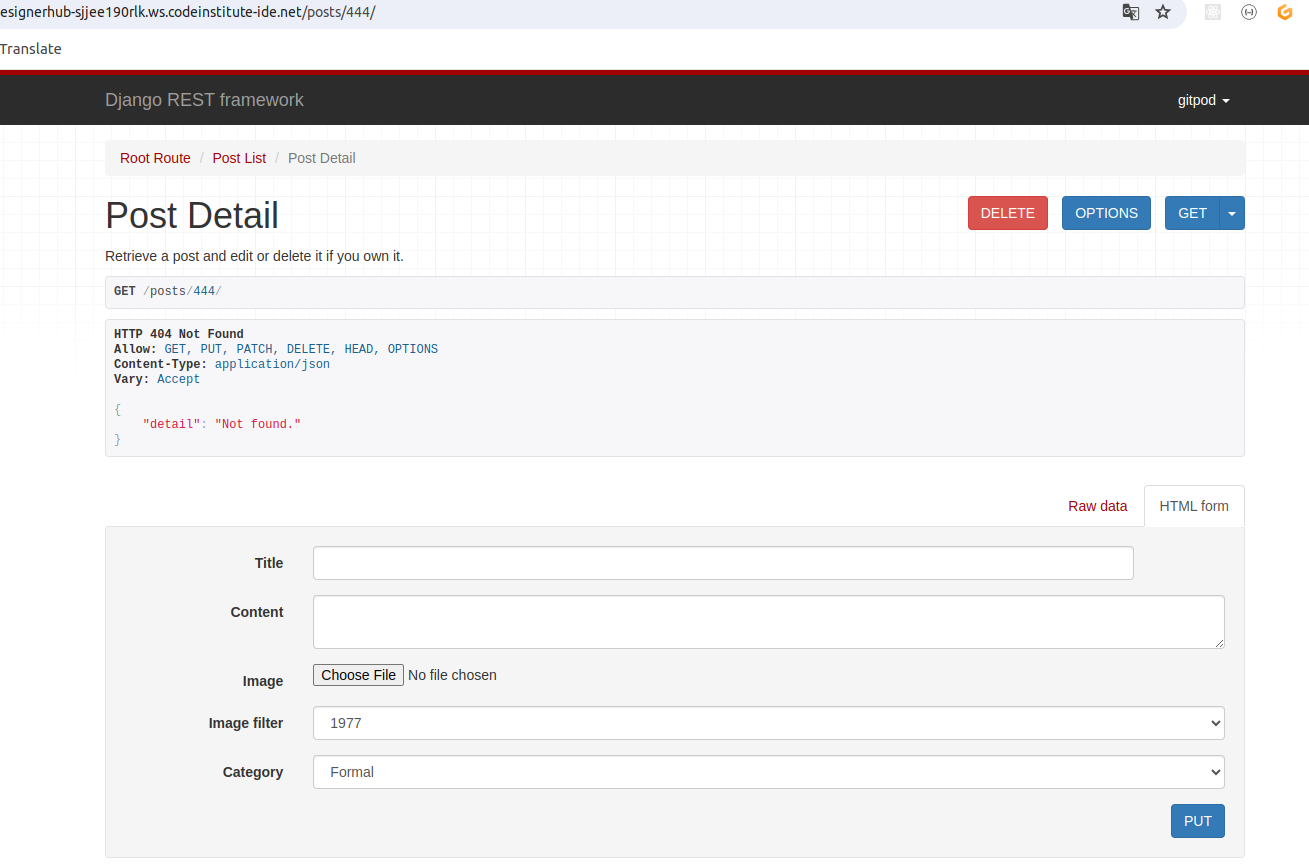 esignerhub-sjjee190rlk.ws.codeinstitute-ide.net/posts/444/
Translate
Django REST framework
gitpod
Root Route / Post List / Post Detail
Post Detail
DELETE OPTIONS GET
Retrieve a post and edit or delete it if you own it.
GET /posts/444/
HTTP 404 Not Found
Allow: GET, PUT, PATCH, DELETE, HEAD, OPTIONS
Content-Type: application/json
Vary: Accept
{
"detail": "Not found."
}
Raw data HTML form
Title
Content
Image Choose File No file chosen
Image filter 1977
Category Formal
PUT